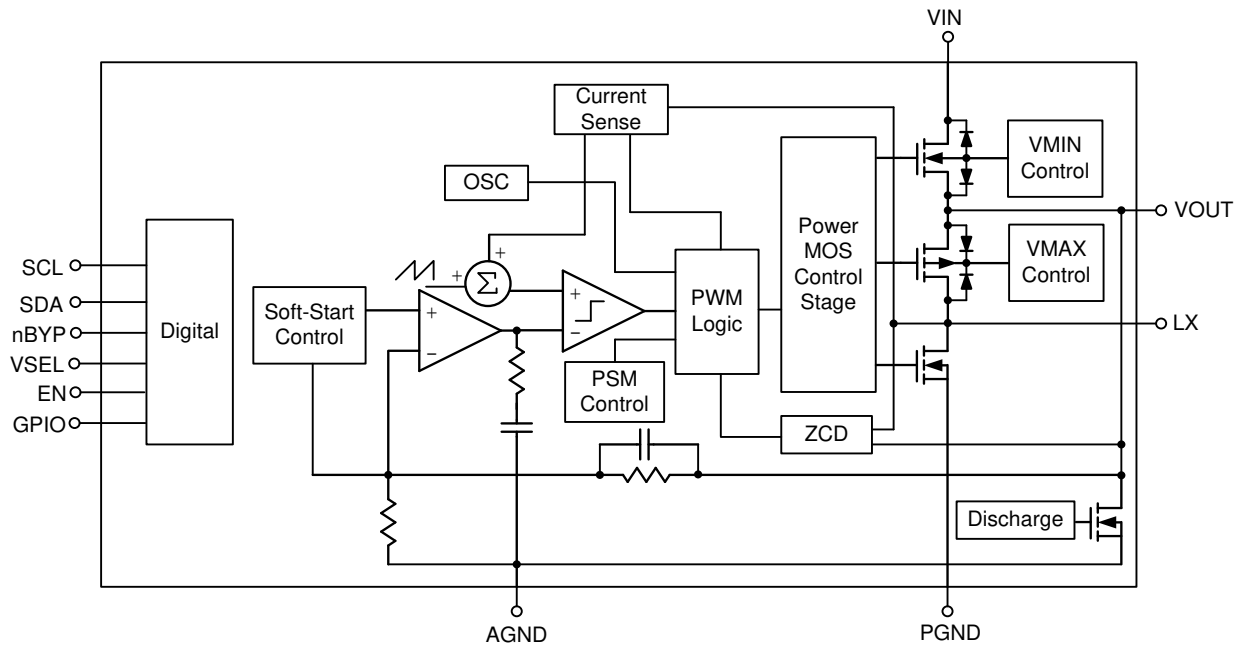 VIN
Current
Sense
VMIN
Control
OSC
VOUT
Power
MOS
Control
Stage
VMAX
Control
SCL
SDA
nBYP
VSEL
EN
GPIO
Digital
Soft-Start
Control
+
+
Σ
+
−
+
−
PWM
Logic
LX
PSM
Control
ZCD
Discharge
AGND
PGND